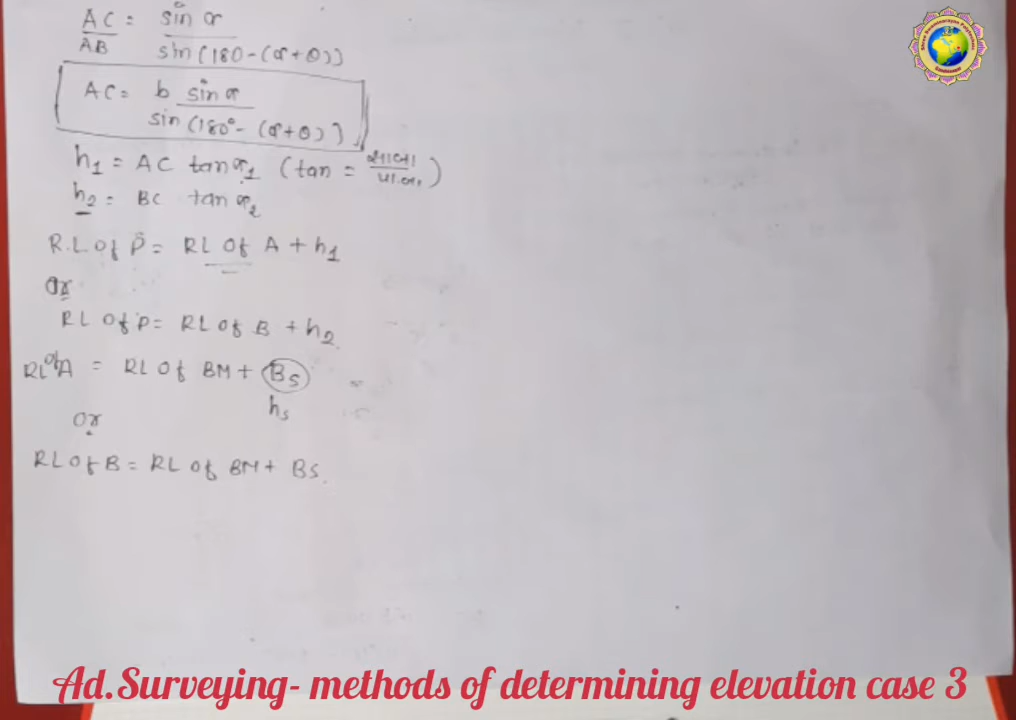 AC = sin α
AB sin (180 - (α + θ))
AC = b sin α
sin (180° - (α + θ))
h1 = AC tan α1 (tan = સા.બા. / પા.બા.)
h2 = BC tan α2
R.L of P = RL of A + h1
Or
RL of P = RL of B + h2
RL of A = RL of BM + BS
hs
Or
RL of B = RL of BM + BS.
Ad.Surveying- methods of determining elevation case 3